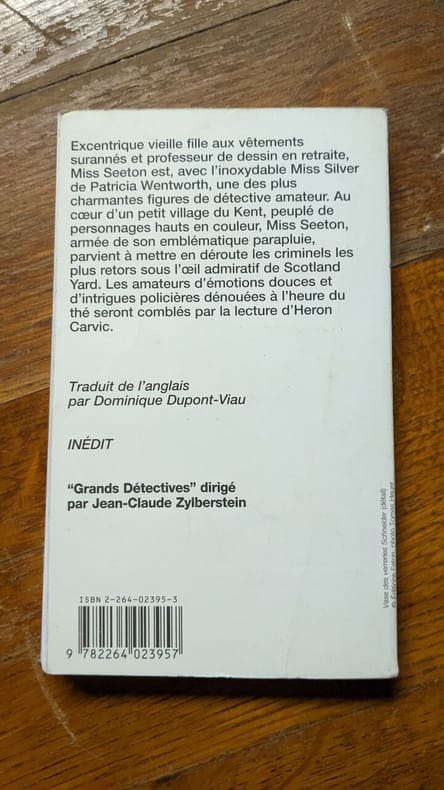 Excentrique vieille fille aux vêtements
surannés et professeur de dessin en retraite,
Miss Seeton est, avec l'inoxydable Miss Silver
de Patricia Wentworth, une des plus
charmantes figures de détective amateur. Au
cœur d'un petit village du Kent, peuplé de
personnages hauts en couleur, Miss Seeton,
armée de son emblématique parapluie,
parvient à mettre en déroute les criminels les
plus retors sous l'œil admiratif de Scotland
Yard. Les amateurs d'émotions douces et
d'intrigues policières dénouées à l'heure du
thé seront comblés par la lecture d'Heron
Carvic.
Traduit de l'anglais
par Dominique Dupont-Viau
INÉDIT
"Grands Détectives" dirigé
par Jean-Claude Zylberstein
Vase des verreries Schneider (détail)
ISBN 2-264-02395-3
9 782264 023957